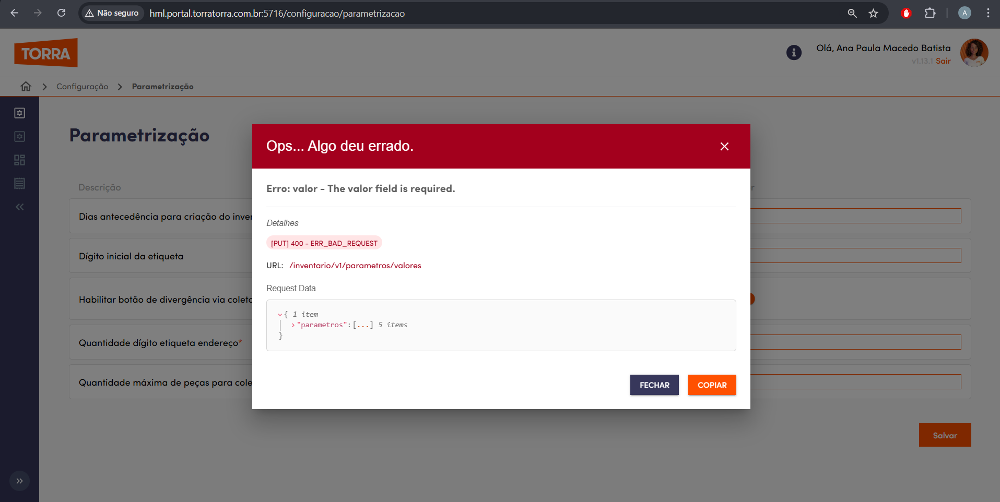 Não seguro hml.portal.torratorra.com.br:5716/configuracao/parametrizacao
A
TORRA
Olá, Ana Paula Macedo Batista
v1.13.1 Sair
Configuração Parametrização
Parametrização
Descrição
Dias antecedência para criação do
Dígito inicial da etiqueta
Habilitar botão de divergência via
Quantidade dígito etiqueta endereço*
Quantidade máxima de peças para
Ops... Algo deu errado.
Erro: valor - The valor field is required.
Detalhes
[PUT] 400 - ERR_BAD_REQUEST
URL: /inventario/v1/parametros/valores
Request Data
{ 1 item
"parametros":[...] 5 items
}
FECHAR COPIAR
Salvar